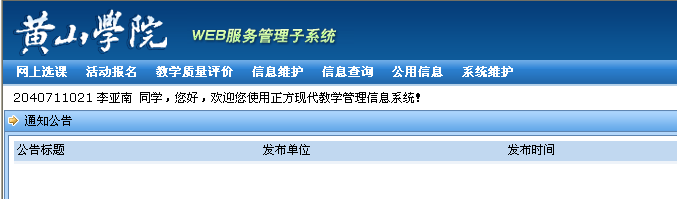 黄山學院 WEB服务管理子系统
网上选课 活动报名 教学质量评价 信息维护 信息查询 公用信息 系统维护
2040711021 李亚南 同学，您好，欢迎您使用正方现代教学管理信息系统！
通知公告
公告标题 发布单位 发布时间